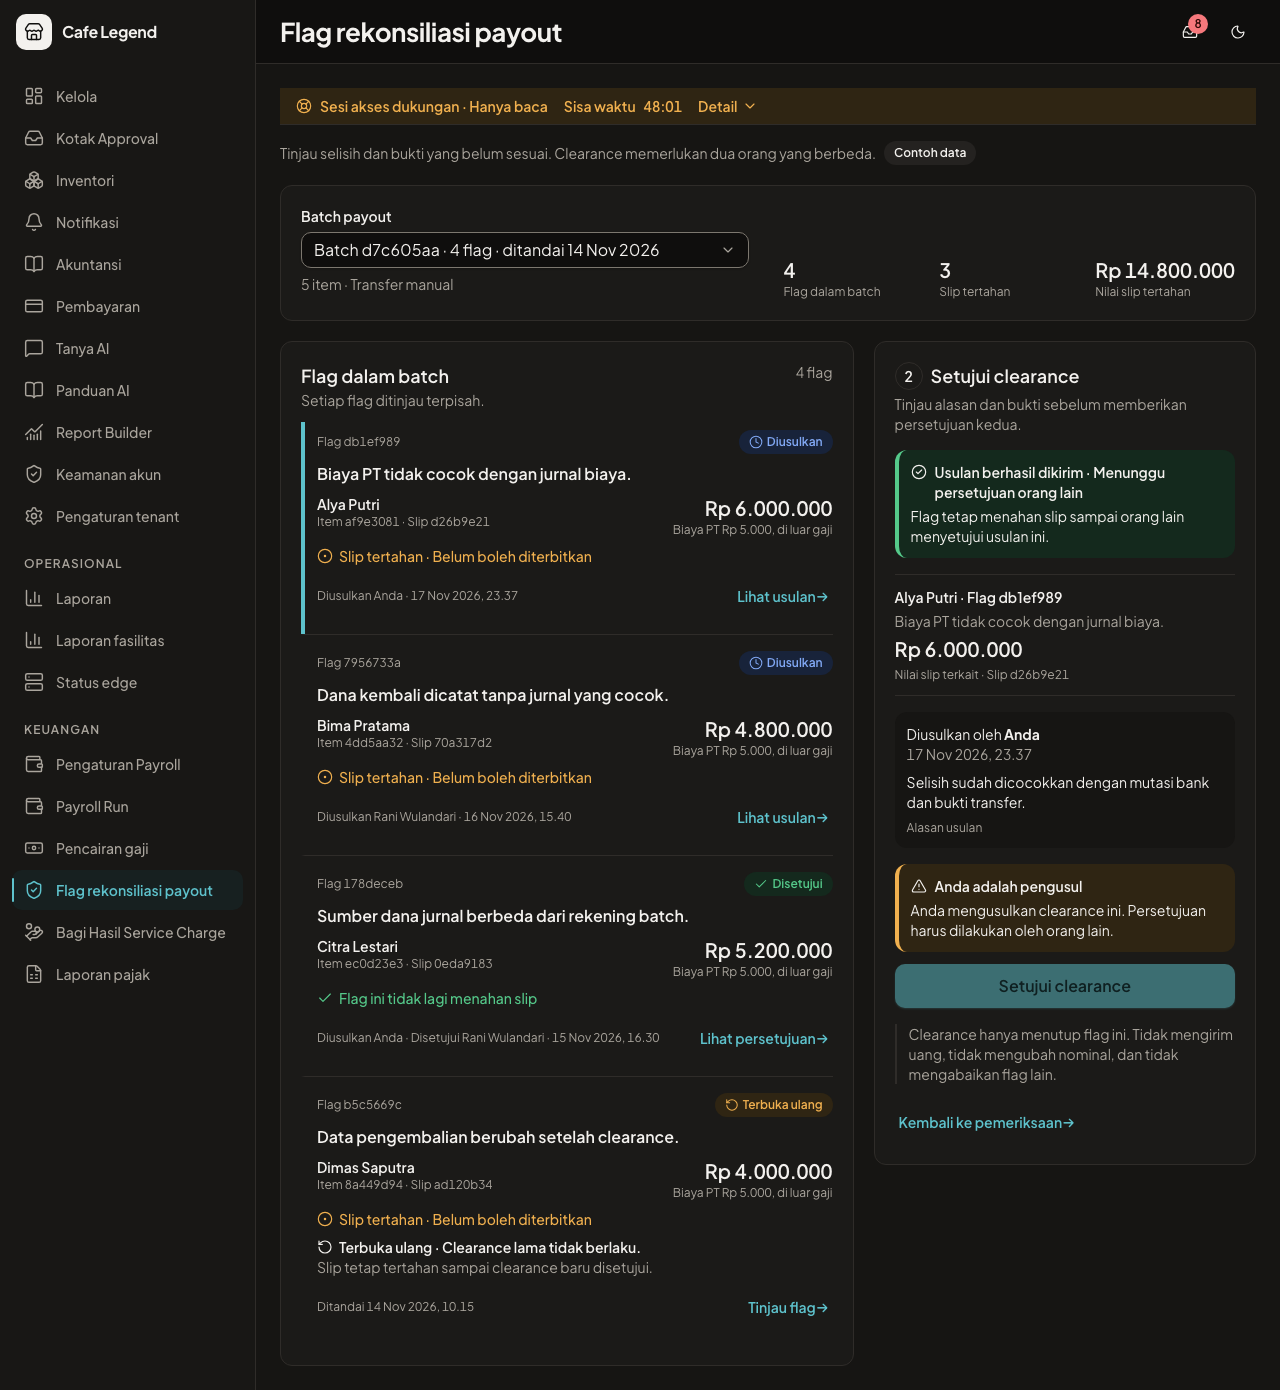 Cafe Legend
Kelola
Kotak Approval
Inventori
Notifikasi
Akuntansi
Pembayaran
Tanya AI
Panduan AI
Report Builder
Keamanan akun
Pengaturan tenant
OPERASIONAL
Laporan
Laporan fasilitas
Status edge
KEUANGAN
Pengaturan Payroll
Payroll Run
Pencairan gaji
Flag rekonsiliasi payout
Bagi Hasil Service Charge
Laporan pajak
Flag rekonsiliasi payout
8
Sesi akses dukungan · Hanya baca Sisa waktu 48:01 Detail
Tinjau selisih dan bukti yang belum sesuai. Clearance memerlukan dua orang yang berbeda. Contoh data
Batch payout
Batch d7c605aa · 4 flag · ditandai 14 Nov 2026
5 item · Transfer manual
4
Flag dalam batch
3
Slip tertahan
Rp 14.800.000
Nilai slip tertahan
Flag dalam batch
4 flag
Setiap flag ditinjau terpisah.
Flag db1ef989
Diusulkan
Biaya PT tidak cocok dengan jurnal biaya.
Alya Putri
Item af9e3081 · Slip d26b9e21
Rp 6.000.000
Biaya PT Rp 5.000, di luar gaji
Slip tertahan · Belum boleh diterbitkan
Diusulkan Anda · 17 Nov 2026, 23.37
Lihat usulan→
Flag 7956733a
Diusulkan
Dana kembali dicatat tanpa jurnal yang cocok.
Bima Pratama
Item 4dd5aa32 · Slip 70a317d2
Rp 4.800.000
Biaya PT Rp 5.000, di luar gaji
Slip tertahan · Belum boleh diterbitkan
Diusulkan Rani Wulandari · 16 Nov 2026, 15.40
Lihat usulan→
Flag 178deceb
Disetujui
Sumber dana jurnal berbeda dari rekening batch.
Citra Lestari
Item ec0d23e3 · Slip 0eda9183
Rp 5.200.000
Biaya PT Rp 5.000, di luar gaji
Flag ini tidak lagi menahan slip
Diusulkan Anda · Disetujui Rani Wulandari · 15 Nov 2026, 16.30
Lihat persetujuan→
Flag b5c5669c
Terbuka ulang
Data pengembalian berubah setelah clearance.
Dimas Saputra
Item 8a449d94 · Slip ad120b34
Rp 4.000.000
Biaya PT Rp 5.000, di luar gaji
Slip tertahan · Belum boleh diterbitkan
Terbuka ulang · Clearance lama tidak berlaku.
Slip tetap tertahan sampai clearance baru disetujui.
Ditandai 14 Nov 2026, 10.15
Tinjau flag→
2 Setujui clearance
Tinjau alasan dan bukti sebelum memberikan
persetujuan kedua.
Usulan berhasil dikirim · Menunggu
persetujuan orang lain
Flag tetap menahan slip sampai orang lain
menyetujui usulan ini.
Alya Putri · Flag db1ef989
Biaya PT tidak cocok dengan jurnal biaya.
Rp 6.000.000
Nilai slip terkait · Slip d26b9e21
Diusulkan oleh Anda
17 Nov 2026, 23.37
Selisih sudah dicocokkan dengan mutasi bank
dan bukti transfer.
Alasan usulan
Anda adalah pengusul
Anda mengusulkan clearance ini. Persetujuan
harus dilakukan oleh orang lain.
Setujui clearance
Clearance hanya menutup flag ini. Tidak mengirim
uang, tidak mengubah nominal, dan tidak
mengabaikan flag lain.
Kembali ke pemeriksaan→